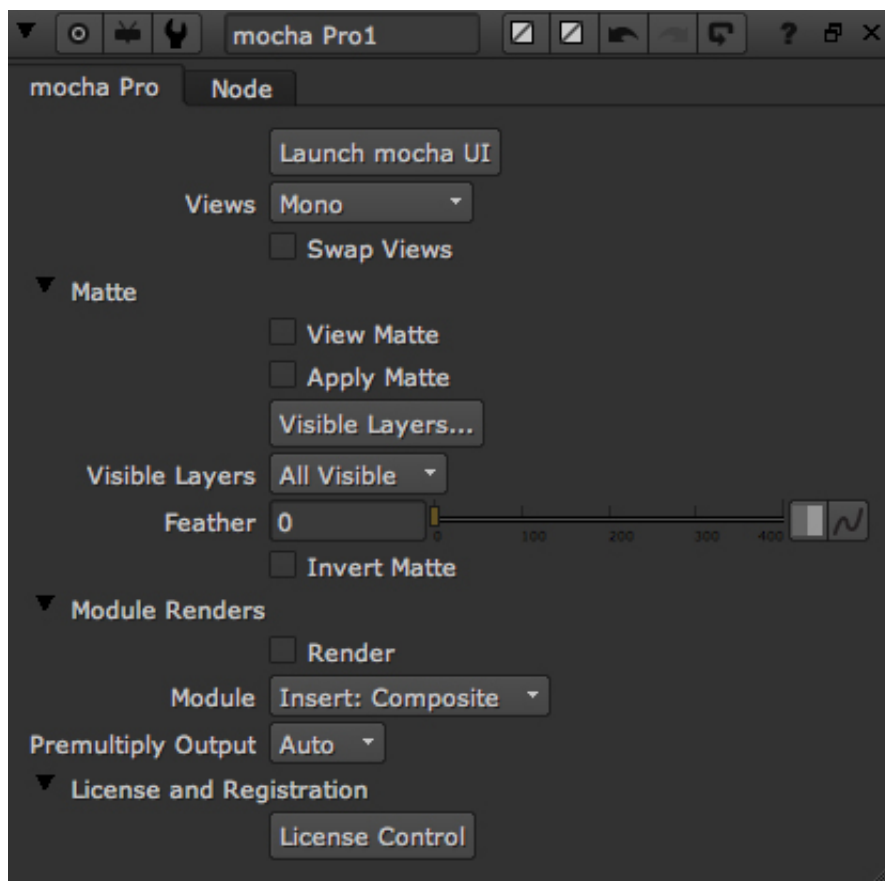 mocha Pro1 ?
mocha Pro Node
Launch mocha UI
Views Mono
Swap Views
Matte
View Matte
Apply Matte
Visible Layers...
Visible Layers All Visible
Feather 0 0 100 200 300 400
Invert Matte
Module Renders
Render
Module Insert: Composite
Premultiply Output Auto
License and Registration
License Control